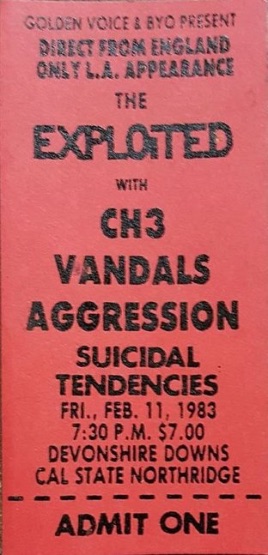 GOLDEN VOICE & BYO PRESENT
DIRECT FROM ENGLAND
ONLY L.A. APPEARANCE
THE
EXPLOITED
WITH
CH3
VANDALS
AGGRESSION
SUICIDAL
TENDENCIES
FRI., FEB. 11, 1983
7:30 P.M. $7.00
DEVONSHIRE DOWNS
CAL STATE NORTHRIDGE
ADMIT ONE